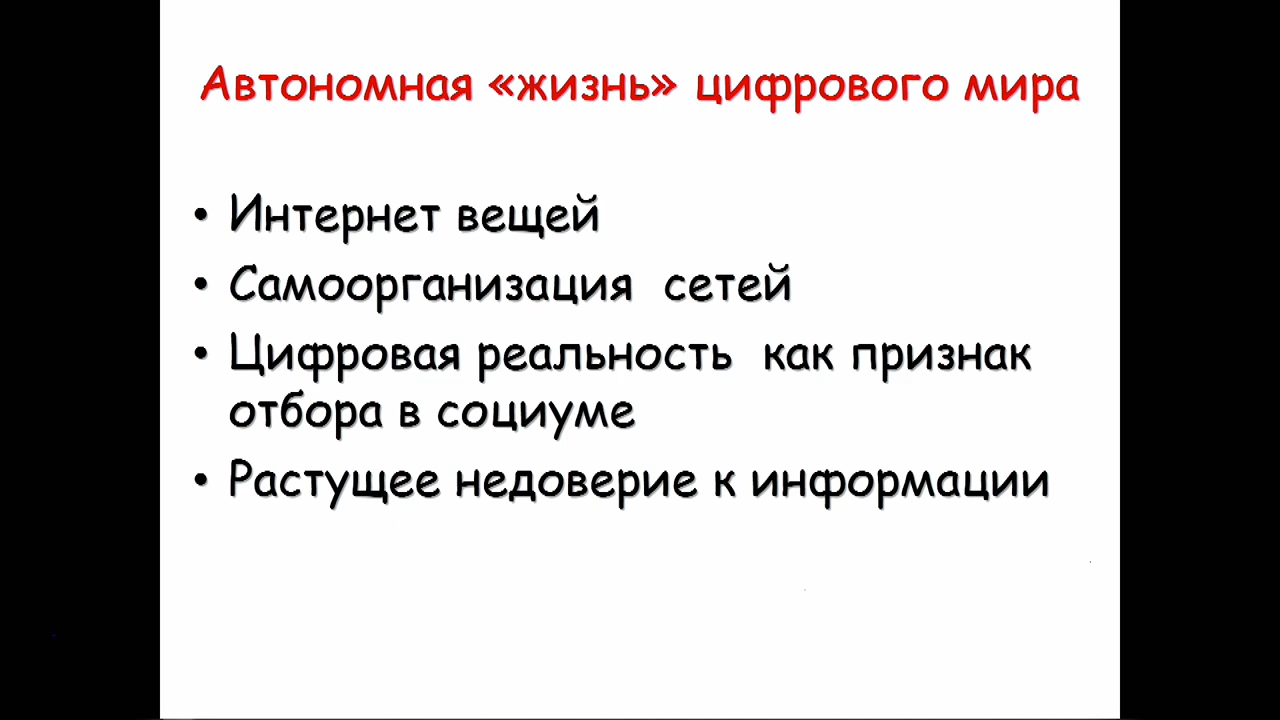 Автономная «жизнь» цифрового мира
• Интернет вещей
• Самоорганизация сетей
• Цифровая реальность как признак
отбора в социуме
• Растущее недоверие к информации